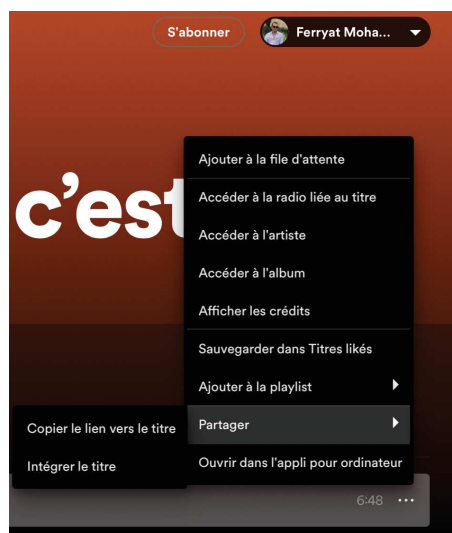 S'abonner
Ferryat Moha...
c'est
Ajouter à la file d'attente
Accéder à la radio liée au titre
Accéder à l'artiste
Accéder à l'album
Afficher les crédits
Sauvegarder dans Titres likés
Ajouter à la playlist
Partager
Copier le lien vers le titre
Intégrer le titre
Ouvrir dans l'appli pour ordinateur
6:48